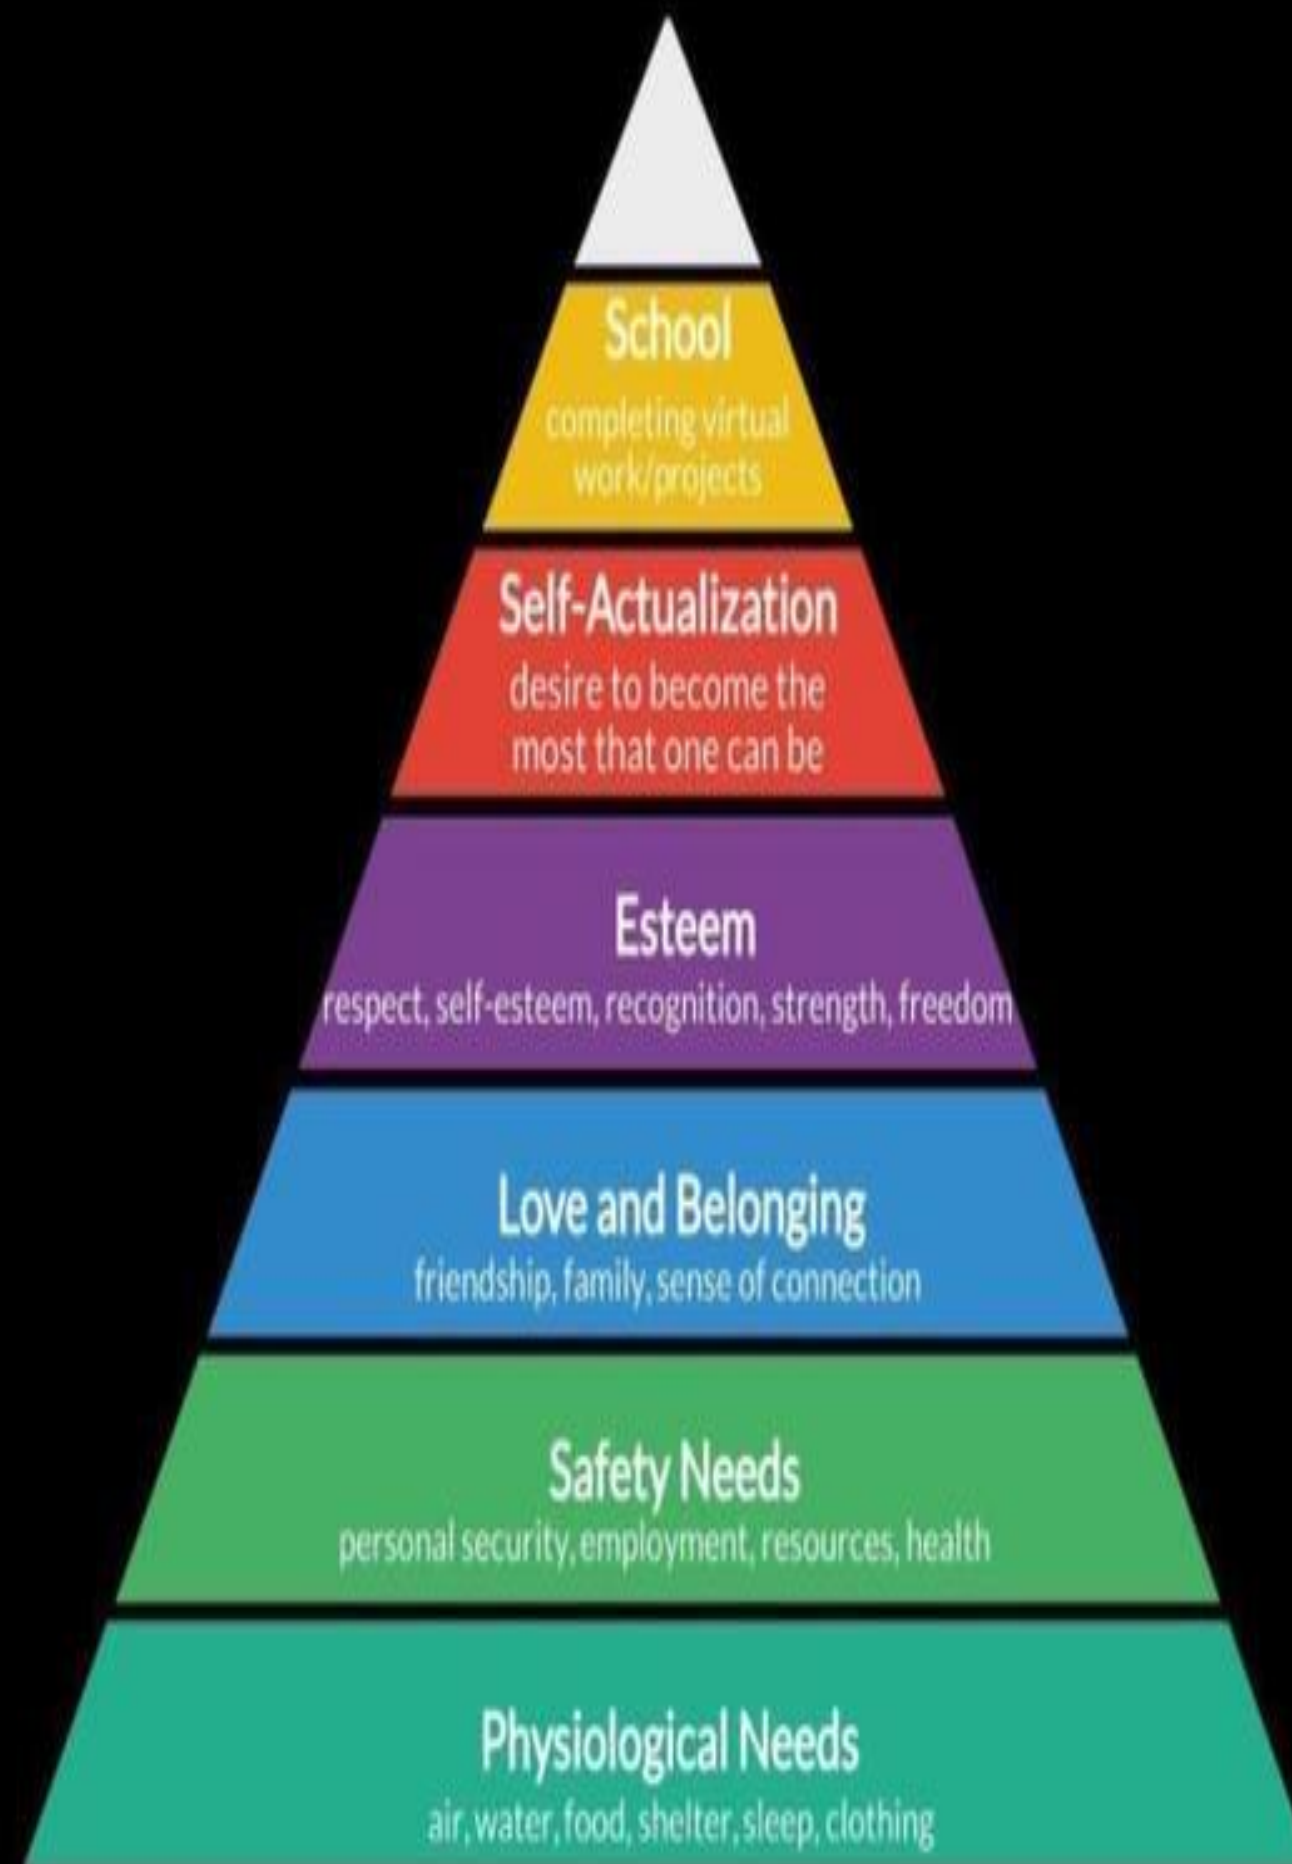 School
completing virtual
work/projects
Self-Actualization
desire to become the
most that one can be
Esteem
respect, self-esteem, recognition, strength, freedom
Love and Belonging
friendship, family, sense of connection
Safety Needs
personal security, employment, resources, health
Physiological Needs
air, water, food, shelter, sleep, clothing